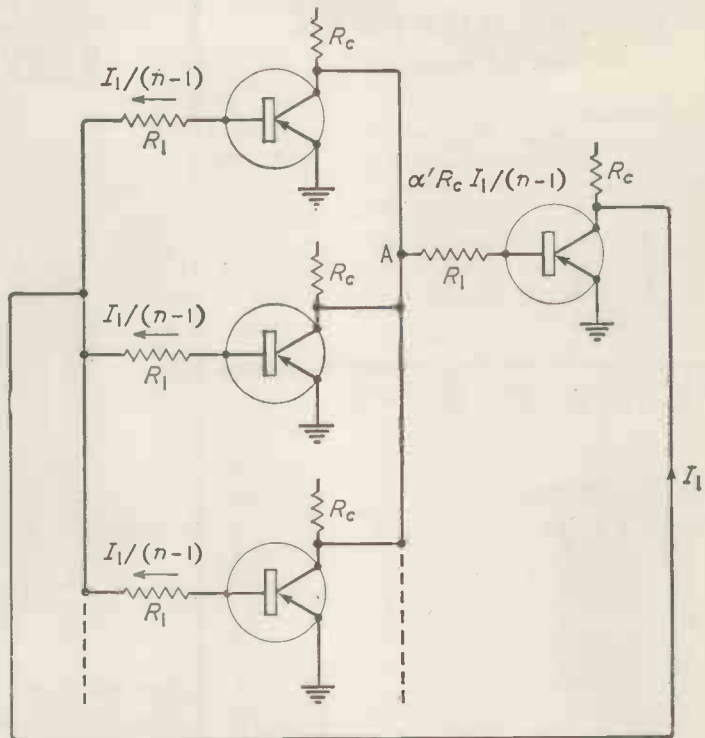 R_c
I_1/(n-1)
R_1
R_c
α'R_c I_1/(n-1)
A
R_1
R_c
I_1/(n-1)
R_1
I_1
R_c
I_1/(n-1)
R_1